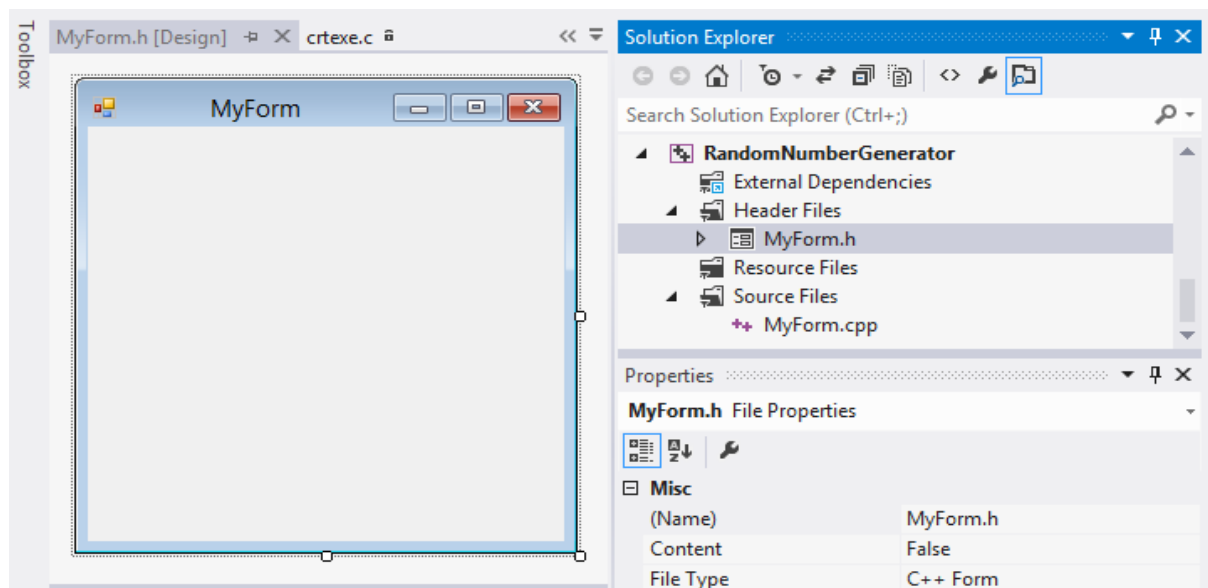 Toolbox
MyForm.h [Design]
crtexe.c
MyForm
Solution Explorer
Search Solution Explorer (Ctrl+;)
RandomNumberGenerator
External Dependencies
Header Files
MyForm.h
Resource Files
Source Files
++ MyForm.cpp
Properties
MyForm.h File Properties
Misc
(Name) MyForm.h
Content False
File Type C++ Form